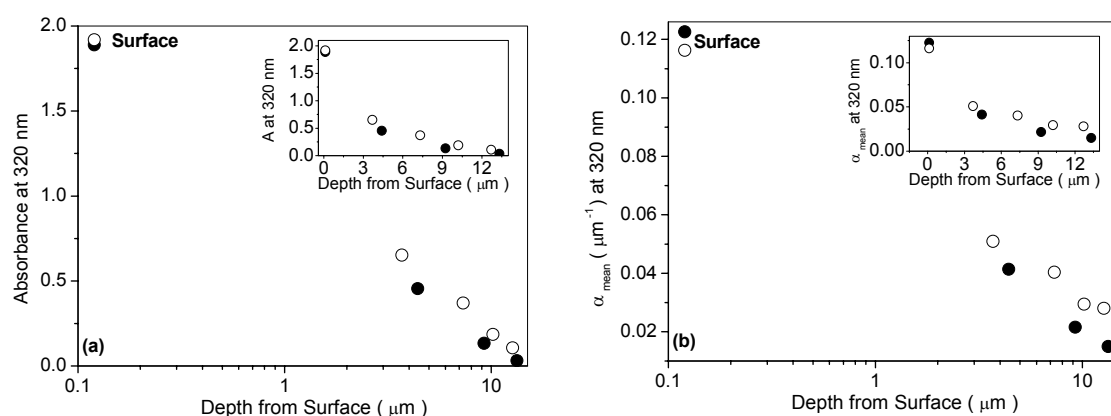 2.0
1.5
1.0
0.5
0.0
0.1
1
10
Absorbance at 320 nm
Depth from Surface ( μm )
Surface
(a)
2.0
1.5
1.0
0.5
0.0
0 3 6 9 12
A at 320 nm
Depth from Surface ( μm )
0.12
0.10
0.08
0.06
0.04
0.02
0.1
1
10
α mean ( μm⁻¹ ) at 320 nm
Depth from Surface ( μm )
Surface
(b)
0.10
0.05
0.00
0 3 6 9 12
α mean at 320 nm
Depth from Surface ( μm )